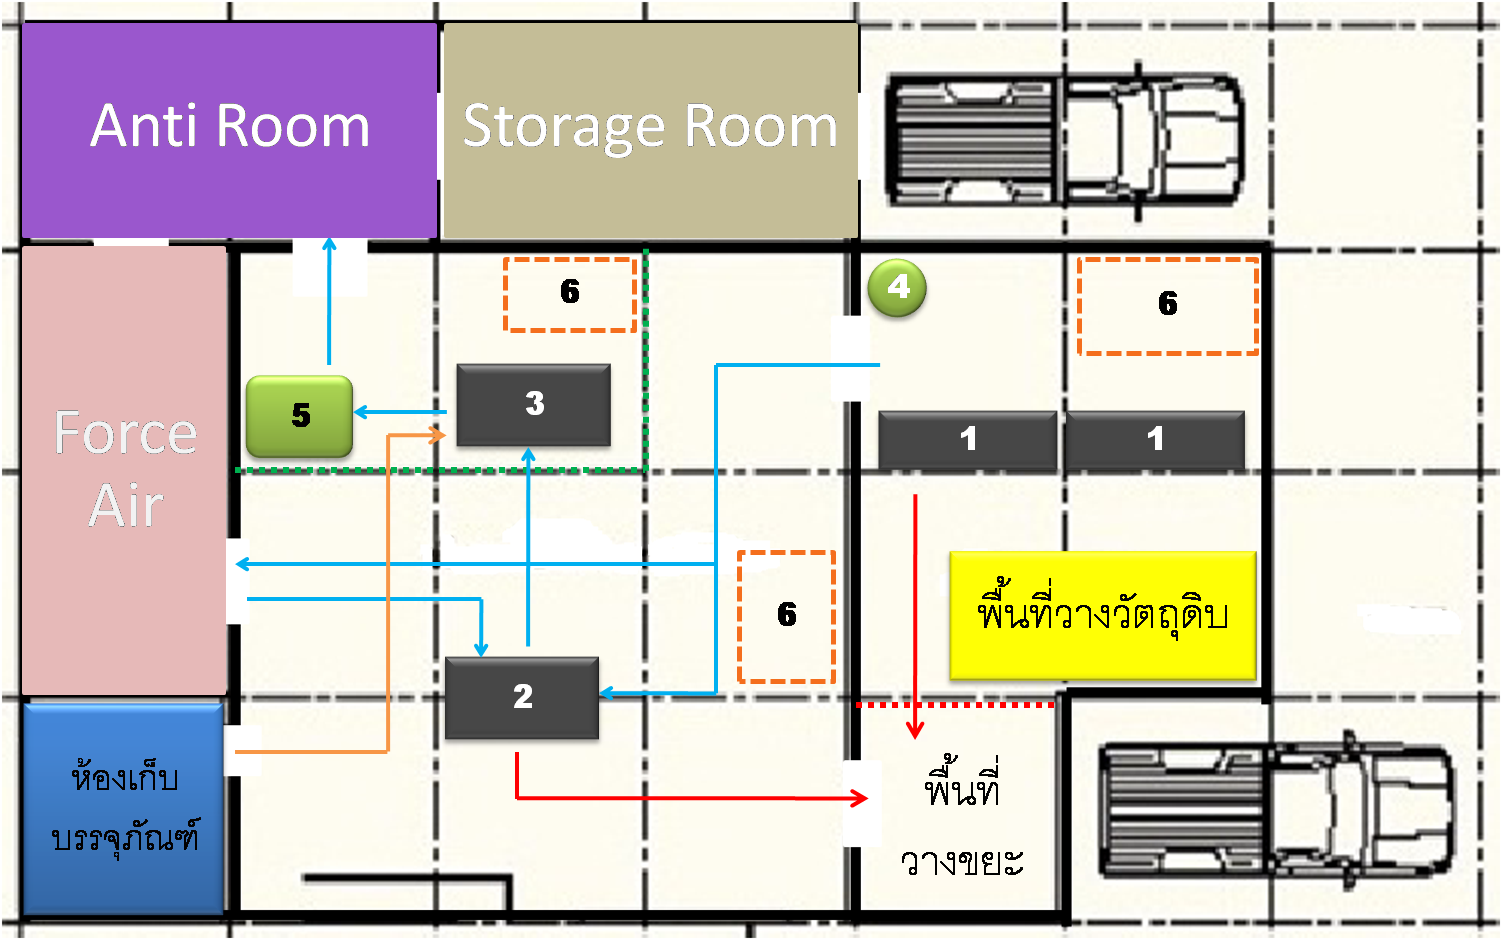 Anti Room
Storage Room
Force
Air
6
4
6
3
5
1
1
6
2
พื้นที่วางวัตถุดิบ
ห้องเก็บ
บรรจุภัณฑ์
พื้นที่
วางขยะ